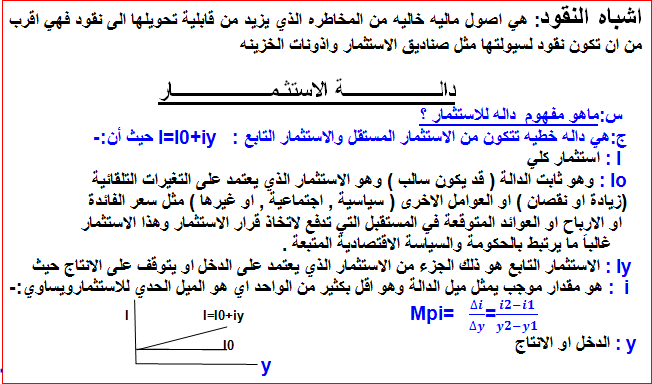 اشباه النقود: هي اصول ماليه خاليه من المخاطره الذي يزيد من قابلية تحويلها الى نقود فهي اقرب
من ان تكون نقود لسيولتها مثل صناديق الاستثمار واذونات الخزينه
دالـــــــــة الاستثمـــــــــار
س:ماهو مفهوم داله للاستثمار ؟
ج:هي داله خطيه تتكون من الاستثمار المستقل والاستثمار التابع : I=I0+iy حيث أن:-
I : استثمار كلي
Io : وهو ثابت الدالة ( قد يكون سالب ) وهو الاستثمار الذي يعتمد على التغيرات التلقائية
(زيادة او نقصان ) او العوامل الاخرى ( سياسية , اجتماعية , او غيرها ) مثل سعر الفائدة
او الارباح او العوائد المتوقعة في المستقبل التي تدفع لاتخاذ قرار الاستثمار وهذا الاستثمار
غالباً ما يرتبط بالحكومة والسياسة الاقتصادية المتبعة .
Iy : الاستثمار التابع هو ذلك الجزء من الاستثمار الذي يعتمد على الدخل او يتوقف على الانتاج حيث
i : هو مقدار موجب يمثل ميل الدالة وهو اقل بكثير من الواحد اي هو الميل الحدي للاستثمارويساوي:-
Mpi= Δi/Δy = i2−i1/y2−y1
y : الدخل او الانتاج
I
I=I0+iy
I0
y